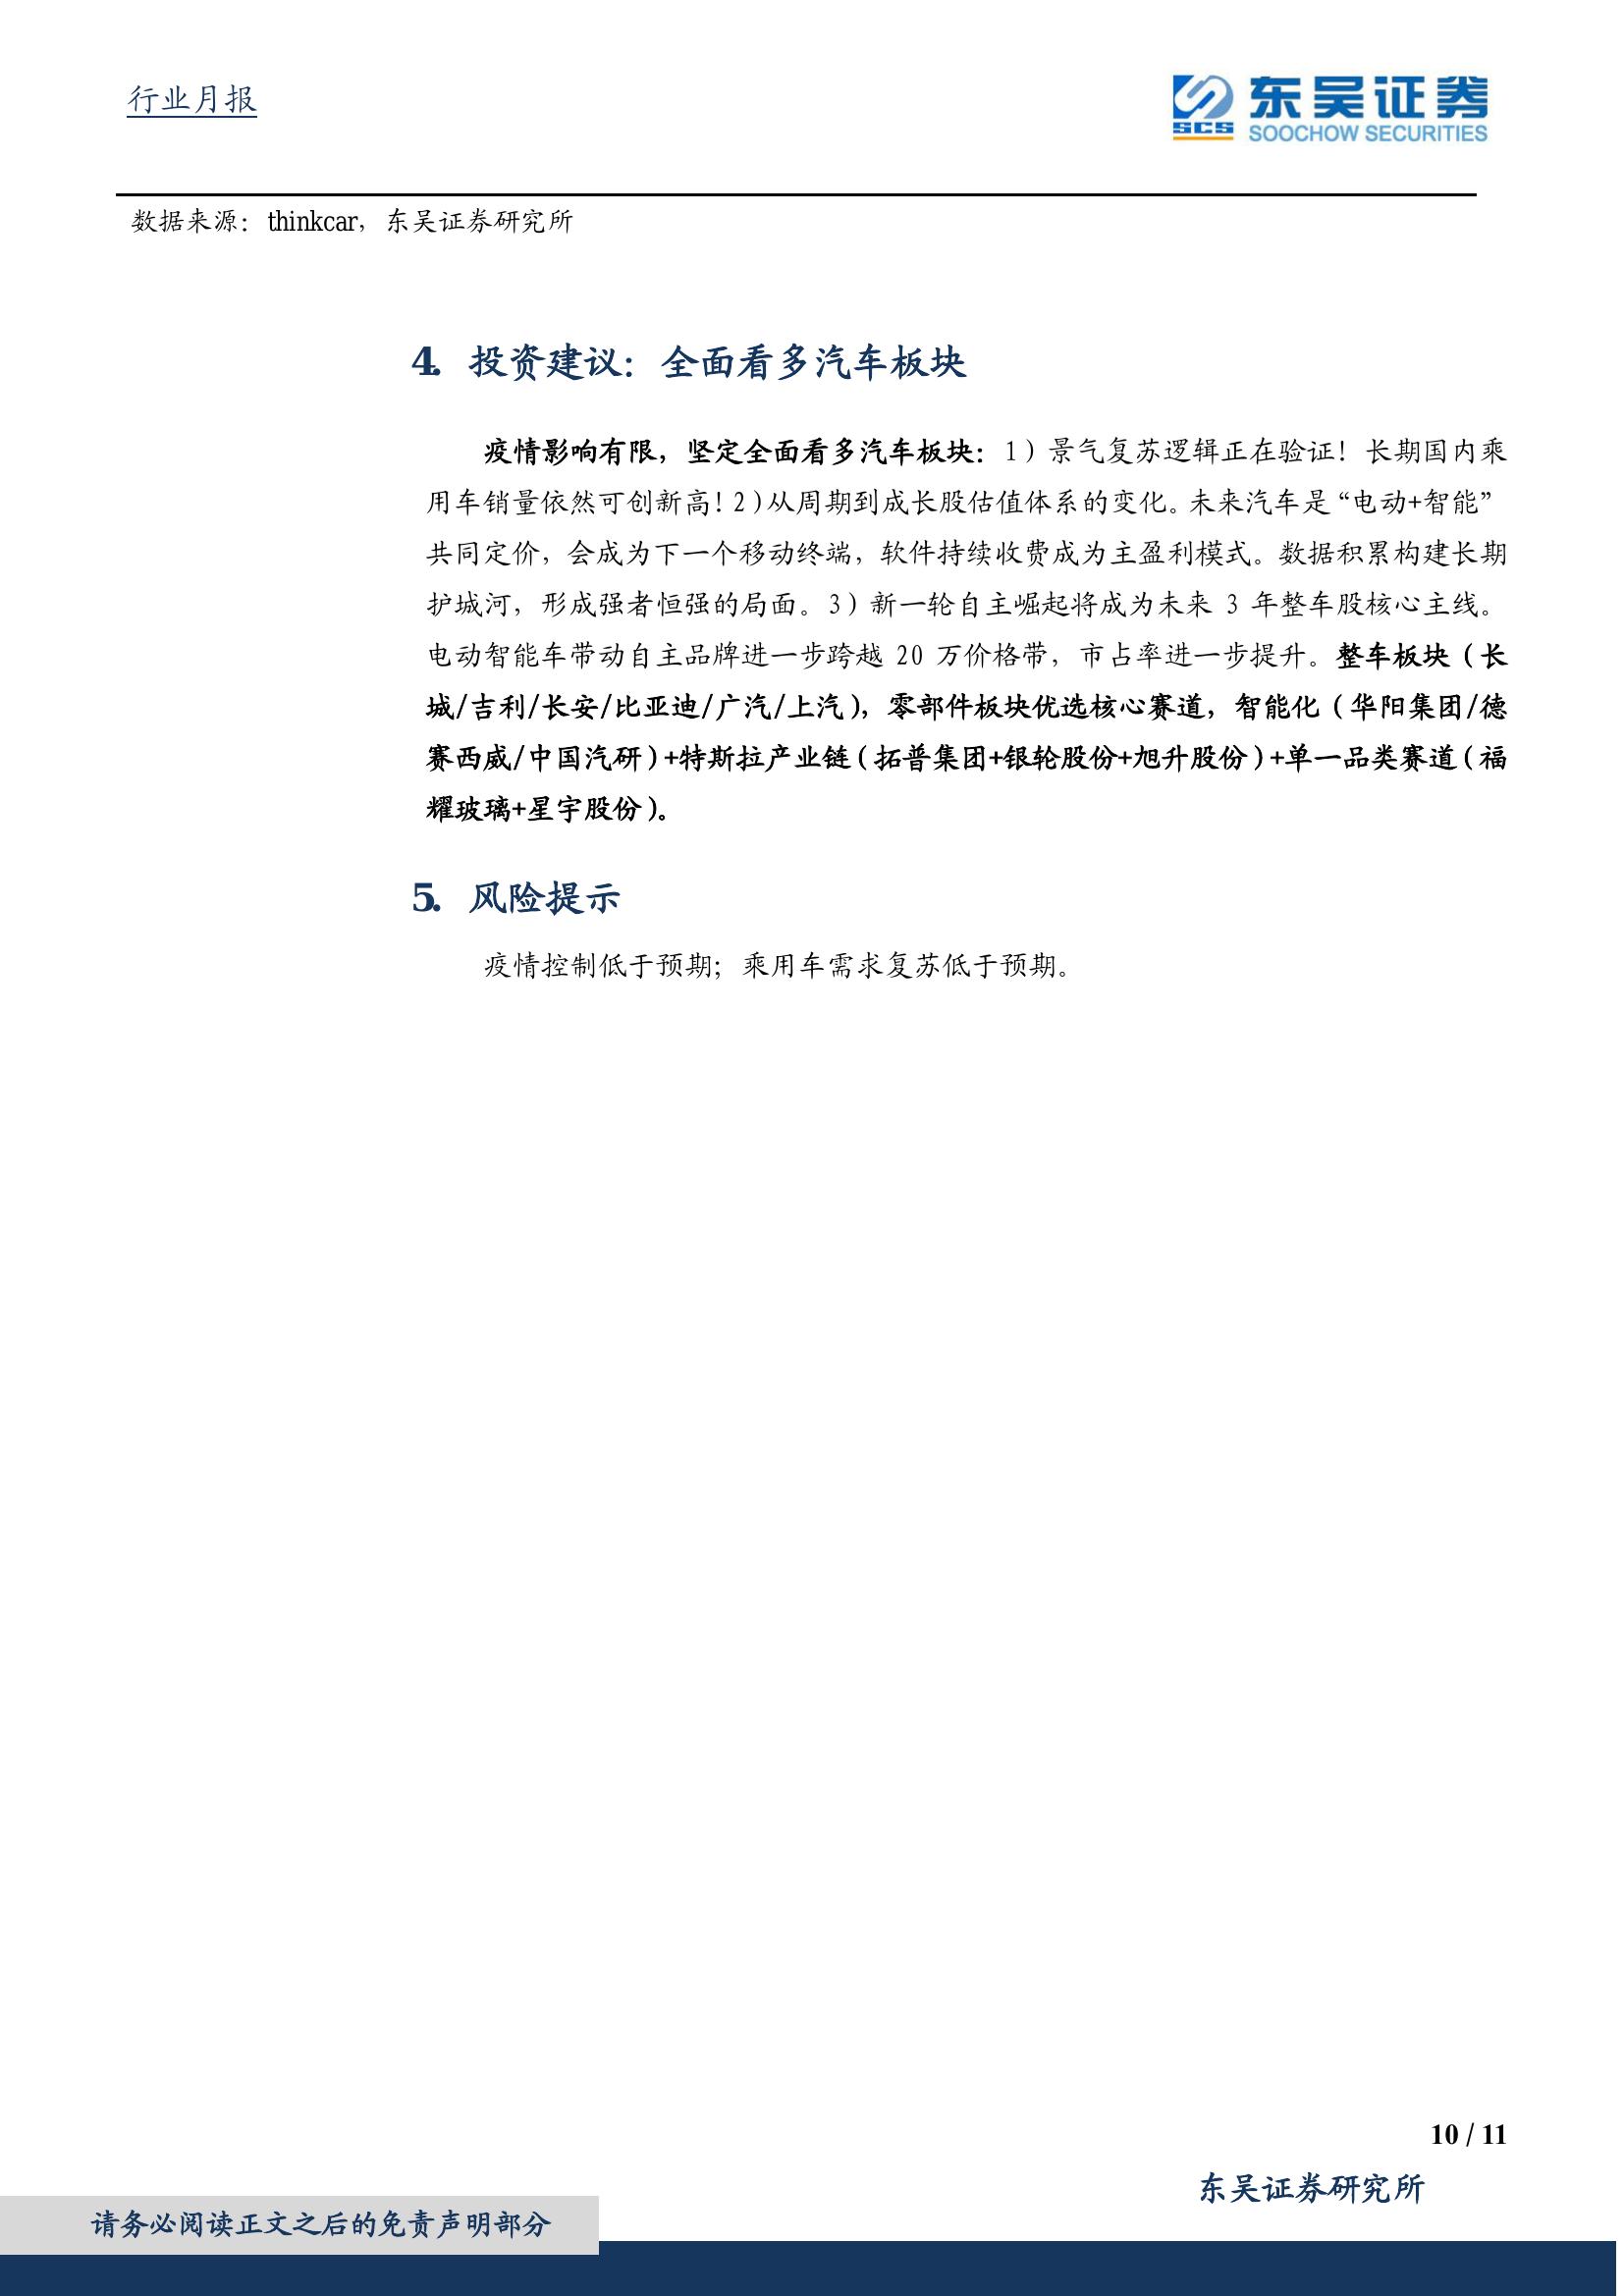 行业月报
SCS 东吴证券
SOOCHOW SECURITIES
数据来源：thinkcar，东吴证券研究所
4. 投资建议：全面看多汽车板块
疫情影响有限，坚定全面看多汽车板块：1）景气复苏逻辑正在验证！长期国内乘
用车销量依然可创新高！2）从周期到成长股估值体系的变化。未来汽车是“电动+智能”
共同定价，会成为下一个移动终端，软件持续收费成为主盈利模式。数据积累构建长期
护城河，形成强者恒强的局面。3）新一轮自主崛起将成为未来 3 年整车股核心主线。
电动智能车带动自主品牌进一步跨越 20 万价格带，市占率进一步提升。整车板块（长
城/吉利/长安/比亚迪/广汽/上汽），零部件板块优选核心赛道，智能化（华阳集团/德
赛西威/中国汽研）+特斯拉产业链（拓普集团+银轮股份+旭升股份）+单一品类赛道（福
耀玻璃+星宇股份）。
5. 风险提示
疫情控制低于预期；乘用车需求复苏低于预期。
10 / 11
东吴证券研究所
请务必阅读正文之后的免责声明部分